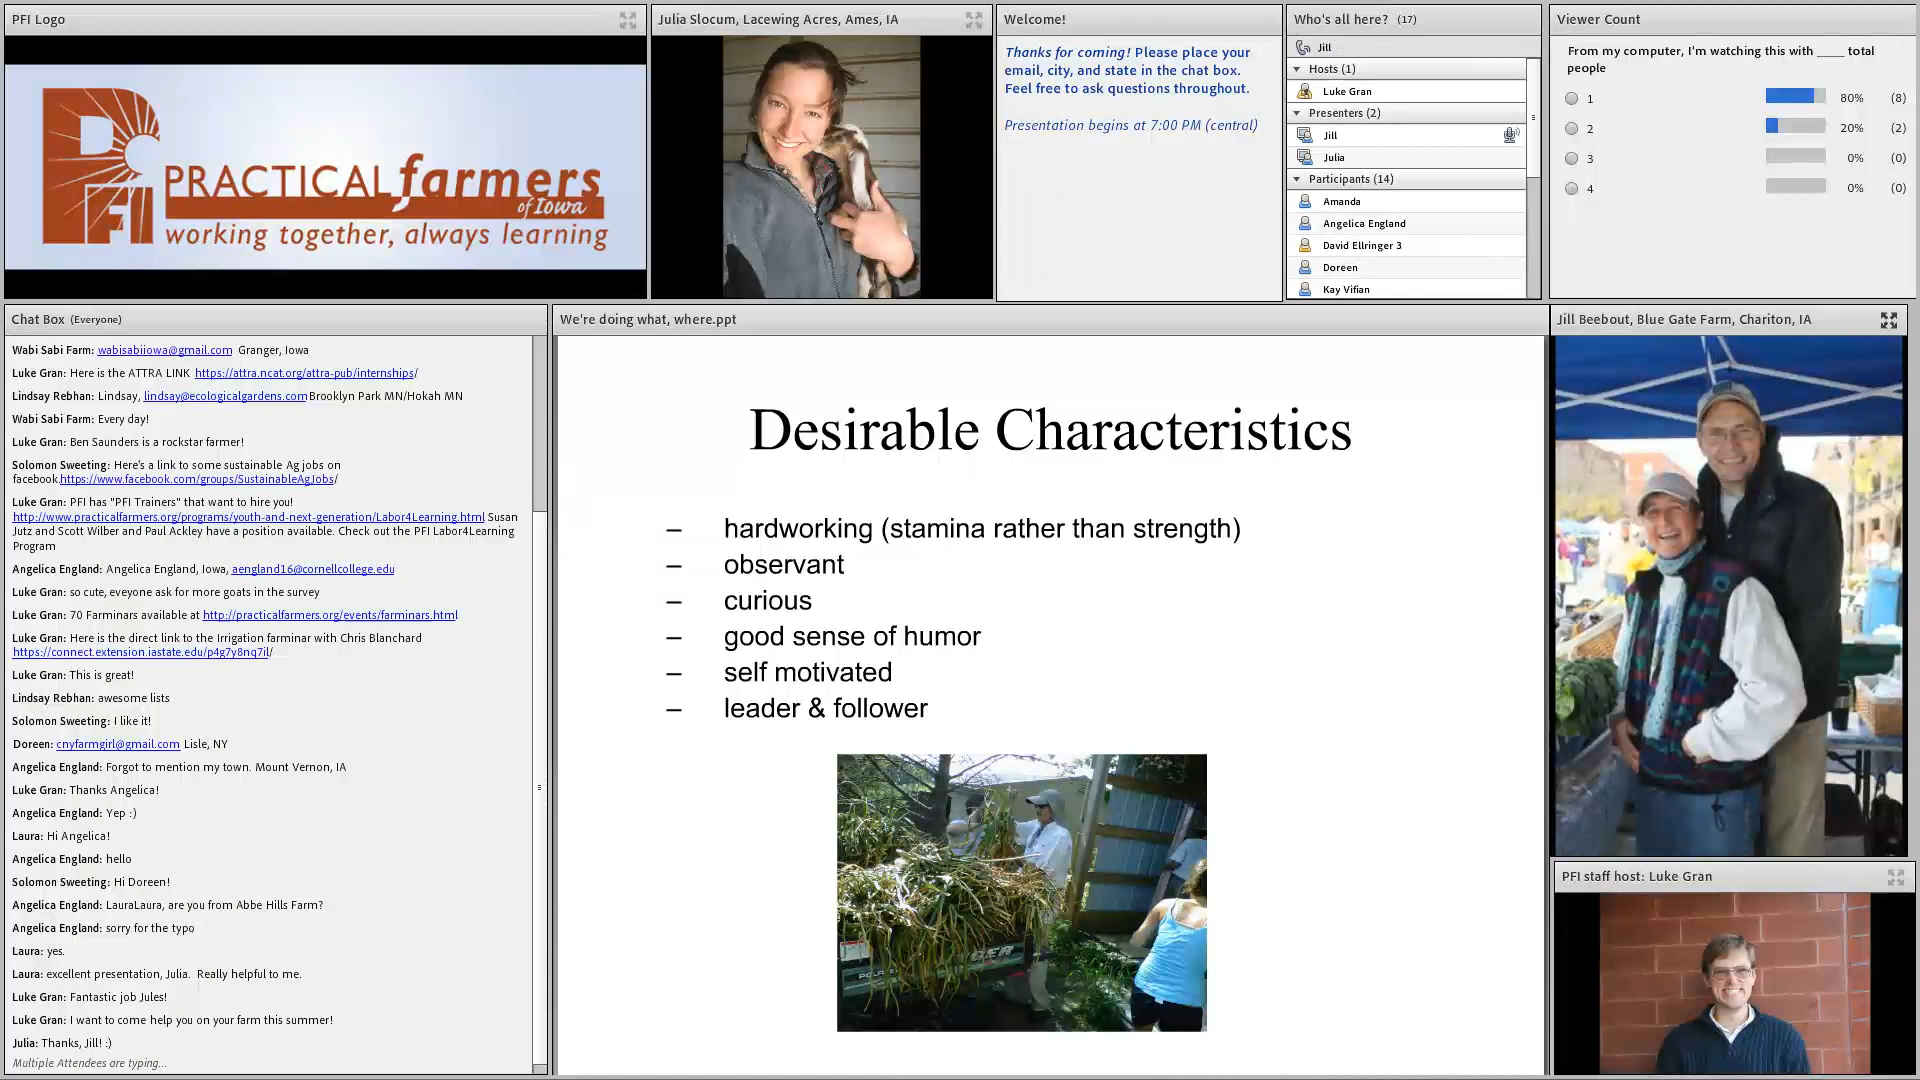 PFI Logo
PFI
PRACTICAL farmers
of Iowa
working together, always learning
Julia Slocum, Lacewing Acres, Ames, IA
Welcome!
Thanks for coming! Please place your
email, city, and state in the chat box.
Feel free to ask questions throughout.
Presentation begins at 7:00 PM (central)
Who's all here? (17)
Jill
Hosts (1)
Luke Gran
Presenters (2)
Jill
Julia
Participants (14)
Amanda
Angelica England
David Ellringer 3
Doreen
Kay Vifian
Viewer Count
From my computer, I'm watching this with ____ total
people
1 80% (8)
2 20% (2)
3 0% (0)
4 0% (0)
Chat Box (Everyone)
Wabi Sabi Farm: wabisabiiowa@gmail.com Granger, Iowa
Luke Gran: Here is the ATTRA LINK https://attra.ncat.org/attra-pub/internships/
Lindsay Rebhan: Lindsay, lindsay@ecologicalgardens.com Brooklyn Park MN/Hokah MN
Wabi Sabi Farm: Every day!
Luke Gran: Ben Saunders is a rockstar farmer!
Solomon Sweeting: Here's a link to some sustainable Ag jobs on
facebook.https://www.facebook.com/groups/SustainableAgJobs/
Luke Gran: PFI has "PFI Trainers" that want to hire you!
http://www.practicalfarmers.org/programs/youth-and-next-generation/Labor4Learning.html Susan
Jutz and Scott Wilber and Paul Ackley have a position available. Check out the PFI Labor4Learning
Program
Angelica England: Angelica England, Iowa, aengland16@cornellcollege.edu
Luke Gran: so cute, eveyone ask for more goats in the survey
Luke Gran: 70 Farminars available at http://practicalfarmers.org/events/farminars.html
Luke Gran: Here is the direct link to the Irrigation farminar with Chris Blanchard
https://connect.extension.iastate.edu/p4g7y8nq7il/
Luke Gran: This is great!
Lindsay Rebhan: awesome lists
Solomon Sweeting: I like it!
Doreen: cnyfarmgirl@gmail.com Lisle, NY
Angelica England: Forgot to mention my town. Mount Vernon, IA
Luke Gran: Thanks Angelica!
Angelica England: Yep :)
Laura: Hi Angelica!
Angelica England: hello
Solomon Sweeting: Hi Doreen!
Angelica England: LauraLaura, are you from Abbe Hills Farm?
Angelica England: sorry for the typo
Laura: yes.
Laura: excellent presentation, Julia. Really helpful to me.
Luke Gran: Fantastic job Jules!
Luke Gran: I want to come help you on your farm this summer!
Julia: Thanks, Jill! :)
Multiple Attendees are typing...
We're doing what, where.ppt
Desirable Characteristics
– hardworking (stamina rather than strength)
– observant
– curious
– good sense of humor
– self motivated
– leader & follower
Jill Beebout, Blue Gate Farm, Chariton, IA
PFI staff host: Luke Gran